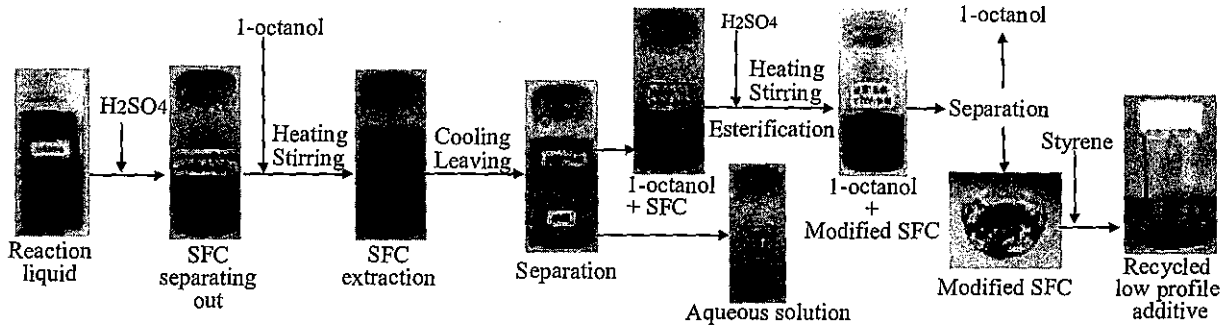 1-octanol
H2SO4
Reaction
liquid
SFC
separating
out
Heating
Stirring
SFC
extraction
Cooling
Leaving
Separation
1-octanol
+ SFC
Aqueous solution
H2SO4
Heating
Stirring
Esterification
1-octanol
+
Modified SFC
1-octanol
Separation
Styrene
Modified SFC
Recycled
low profile
additive